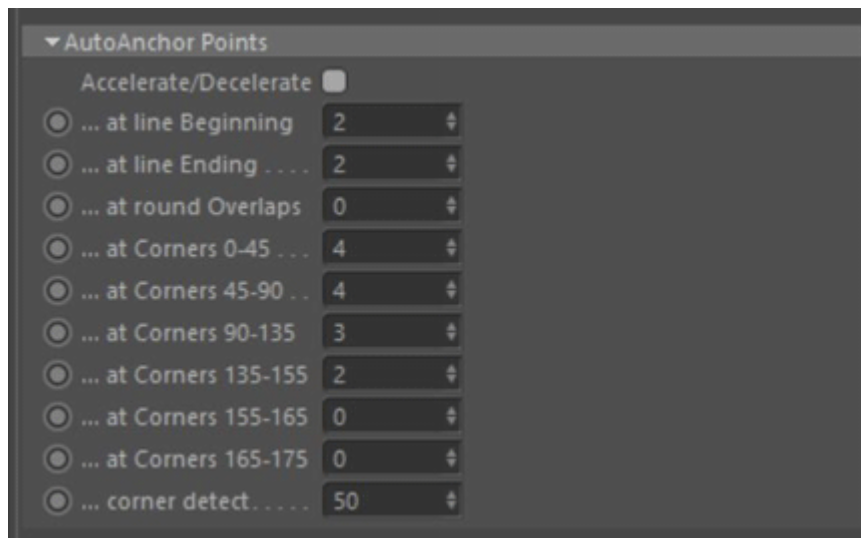 AutoAnchor Points
Accelerate/Decelerate
... at line Beginning 2
... at line Ending . . . . 2
... at round Overlaps 0
... at Corners 0-45 . . . 4
... at Corners 45-90 . . 4
... at Corners 90-135 3
... at Corners 135-155 2
... at Corners 155-165 0
... at Corners 165-175 0
... corner detect. . . . . 50